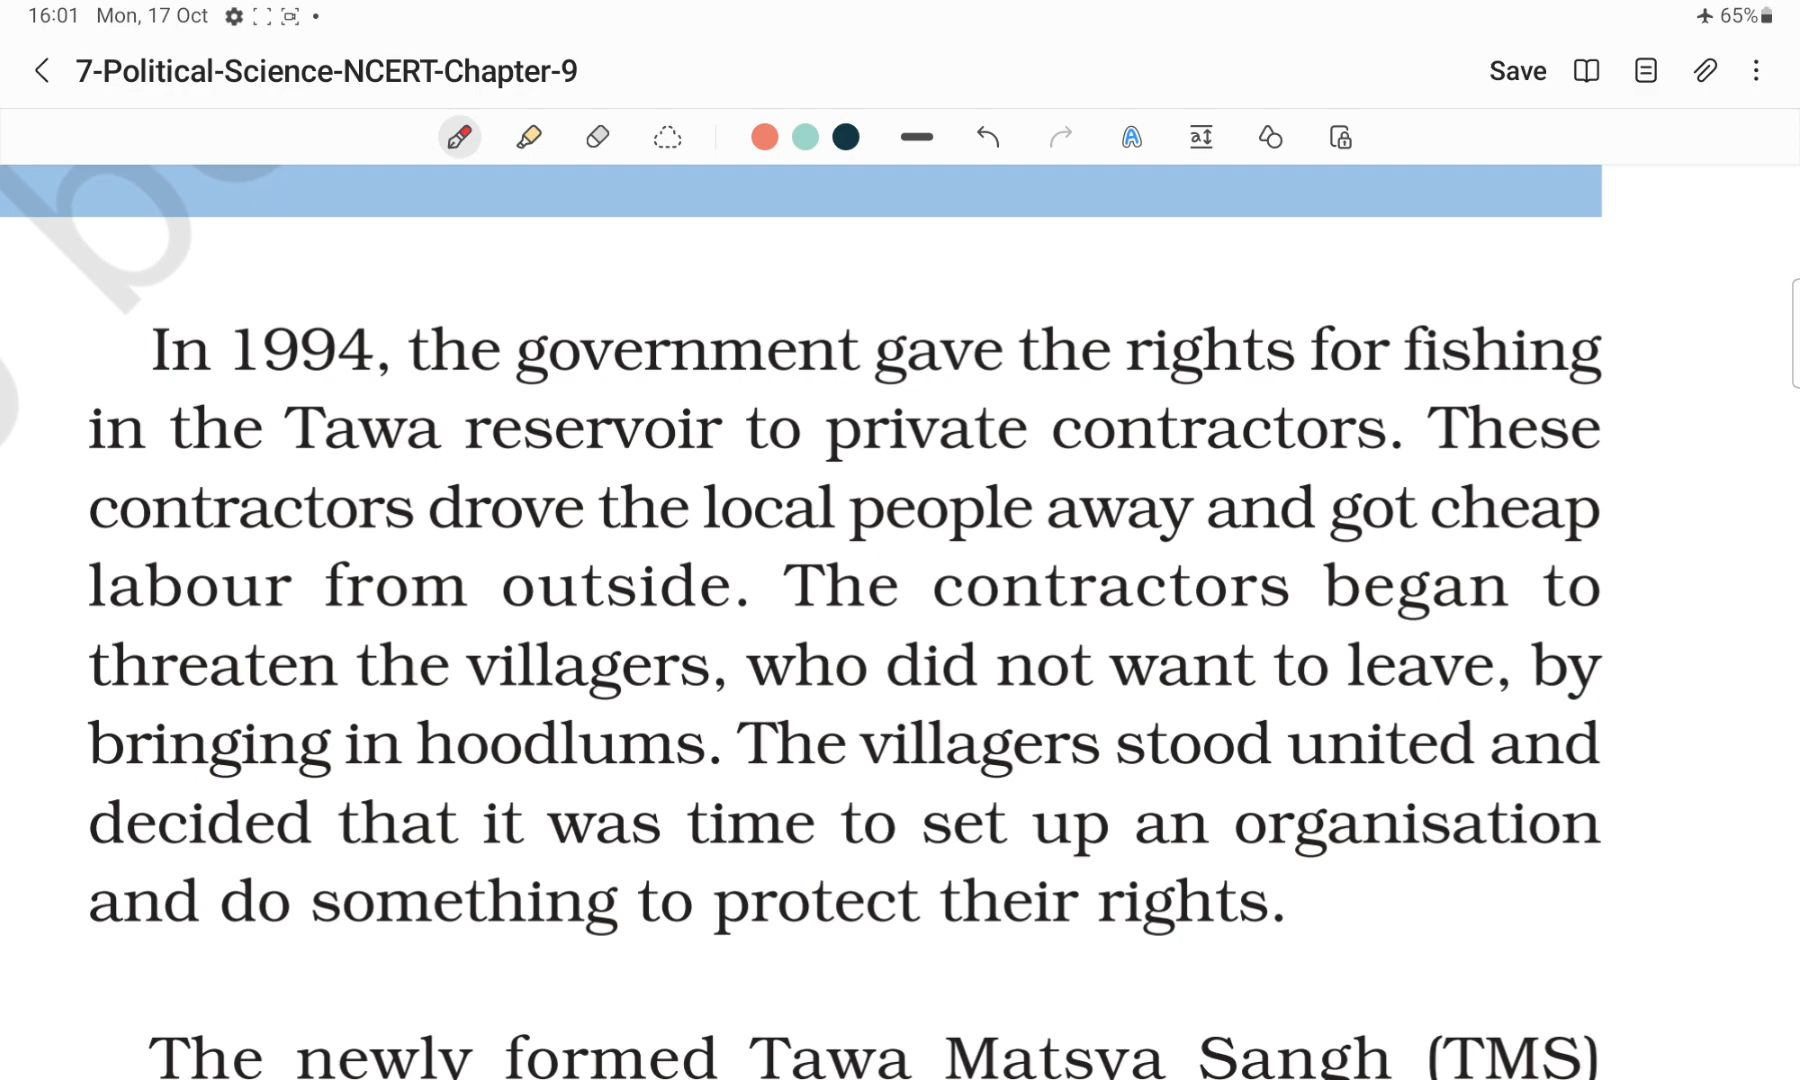 16:01 Mon, 17 Oct 65%
7-Political-Science-NCERT-Chapter-9 Save
In 1994, the government gave the rights for fishing
in the Tawa reservoir to private contractors. These
contractors drove the local people away and got cheap
labour from outside. The contractors began to
threaten the villagers, who did not want to leave, by
bringing in hoodlums. The villagers stood united and
decided that it was time to set up an organisation
and do something to protect their rights.
The newly formed Tawa Matsya Sangh (TMS)